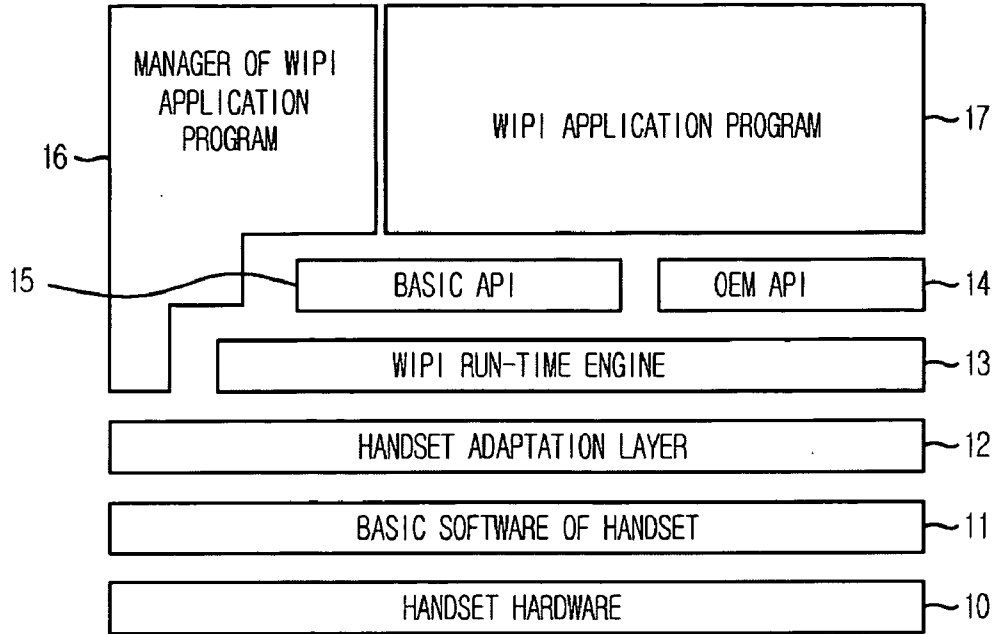 MANAGER OF WIPI
APPLICATION
PROGRAM
WIPI APPLICATION PROGRAM
17
16
15
BASIC API
OEM API
14
WIPI RUN-TIME ENGINE
13
HANDSET ADAPTATION LAYER
12
BASIC SOFTWARE OF HANDSET
11
HANDSET HARDWARE
10